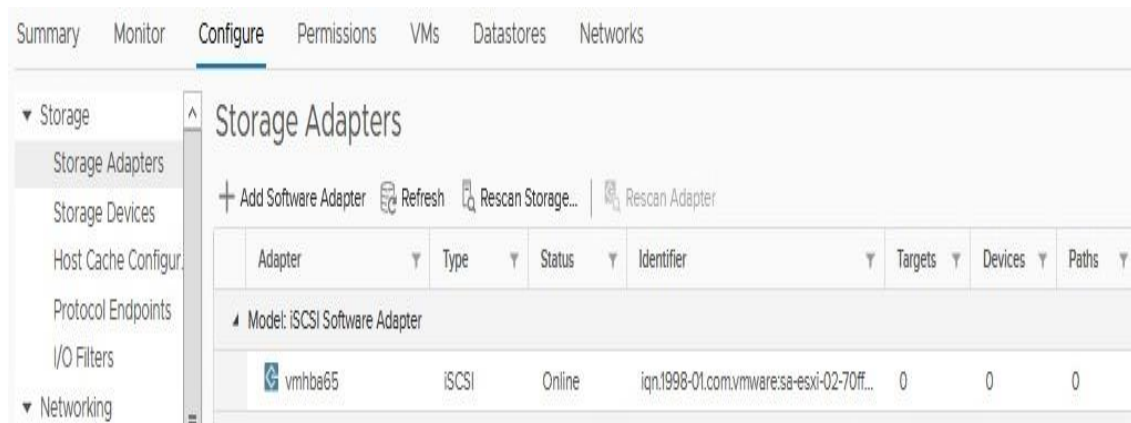 Summary Monitor Configure Permissions VMs Datastores Networks
Storage
Storage Adapters
Storage Devices
Host Cache Configur.
Protocol Endpoints
I/O Filters
Networking
Storage Adapters
Add Software Adapter Refresh Rescan Storage... Rescan Adapter
Adapter Type Status Identifier Targets Devices Paths
Model: iSCSI Software Adapter
vmhba65 iSCSI Online iqn.1998-01.com.vmware:sa-esxi-02-70ff... 0 0 0